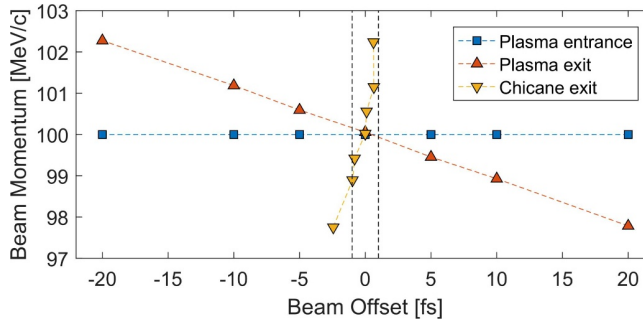 103
102
101
100
99
98
97
Beam Momentum [MeV/c]
Plasma entrance
Plasma exit
Chicane exit
-20 -15 -10 -5 0 5 10 15 20
Beam Offset [fs]